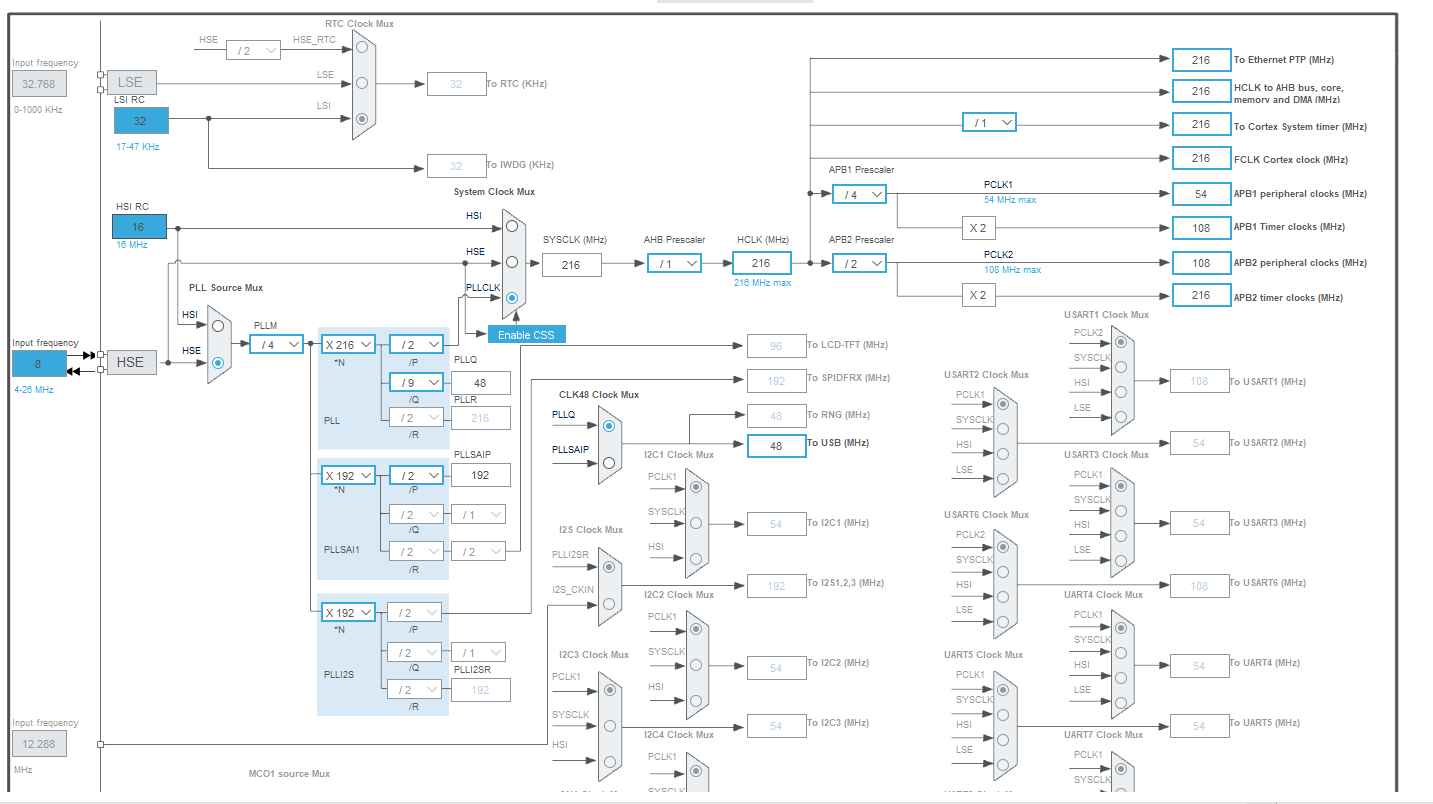 RTC Clock Mux
HSE
/ 2
HSE_RTC
Input frequency
32.768
0-1000 KHz
LSE
LSE
32
To RTC (KHz)
LSI RC
32
17-47 KHz
LSI
32
To IWDG (KHz)
216
To Ethernet PTP (MHz)
216
HCLK to AHB bus, core,
memory and DMA (MHz)
/ 1
216
To Cortex System timer (MHz)
216
FCLK Cortex clock (MHz)
APB1 Prescaler
/ 4
PCLK1
54 MHz max
54
APB1 peripheral clocks (MHz)
X 2
108
APB1 Timer clocks (MHz)
System Clock Mux
HSI RC
16
16 MHz
HSI
HSE
PLLCLK
SYSCLK (MHz)
216
AHB Prescaler
/ 1
HCLK (MHz)
216
216 MHz max
APB2 Prescaler
/ 2
PCLK2
108 MHz max
108
APB2 peripheral clocks (MHz)
X 2
216
APB2 timer clocks (MHz)
Enable CSS
PLL Source Mux
HSI
HSE
Input frequency
8
4-26 MHz
HSE
PLLM
/ 4
X 216
*N
/ 2
/P
PLLQ
/ 9
48
/Q
PLLR
/ 2
216
/R
PLL
PLLSAIP
X 192
*N
/ 2
192
/P
/ 2
/ 1
/Q
PLLSAI1
/ 2
/ 2
/R
X 192
*N
/ 2
/P
/ 2
/ 1
/Q
PLLI2SR
PLLI2S
/ 2
192
/R
96
To LCD-TFT (MHz)
192
To SPIDFRX (MHz)
CLK48 Clock Mux
PLLQ
PLLSAIP
48
To RNG (MHz)
48
To USB (MHz)
I2C1 Clock Mux
PCLK1
SYSCLK
HSI
54
To I2C1 (MHz)
I2S Clock Mux
PLLI2SR
I2S_CKIN
192
To I2S1,2,3 (MHz)
I2C2 Clock Mux
PCLK1
SYSCLK
HSI
54
To I2C2 (MHz)
I2C3 Clock Mux
PCLK1
SYSCLK
HSI
54
To I2C3 (MHz)
I2C4 Clock Mux
PCLK1
USART1 Clock Mux
PCLK2
SYSCLK
HSI
LSE
108
To USART1 (MHz)
USART2 Clock Mux
PCLK1
SYSCLK
HSI
LSE
54
To USART2 (MHz)
USART3 Clock Mux
PCLK1
SYSCLK
HSI
LSE
54
To USART3 (MHz)
USART6 Clock Mux
PCLK2
SYSCLK
HSI
LSE
108
To USART6 (MHz)
UART4 Clock Mux
PCLK1
SYSCLK
HSI
LSE
54
To UART4 (MHz)
UART5 Clock Mux
PCLK1
SYSCLK
HSI
LSE
54
To UART5 (MHz)
UART7 Clock Mux
PCLK1
SYSCLK
Input frequency
12.288
MHz
MCO1 source Mux